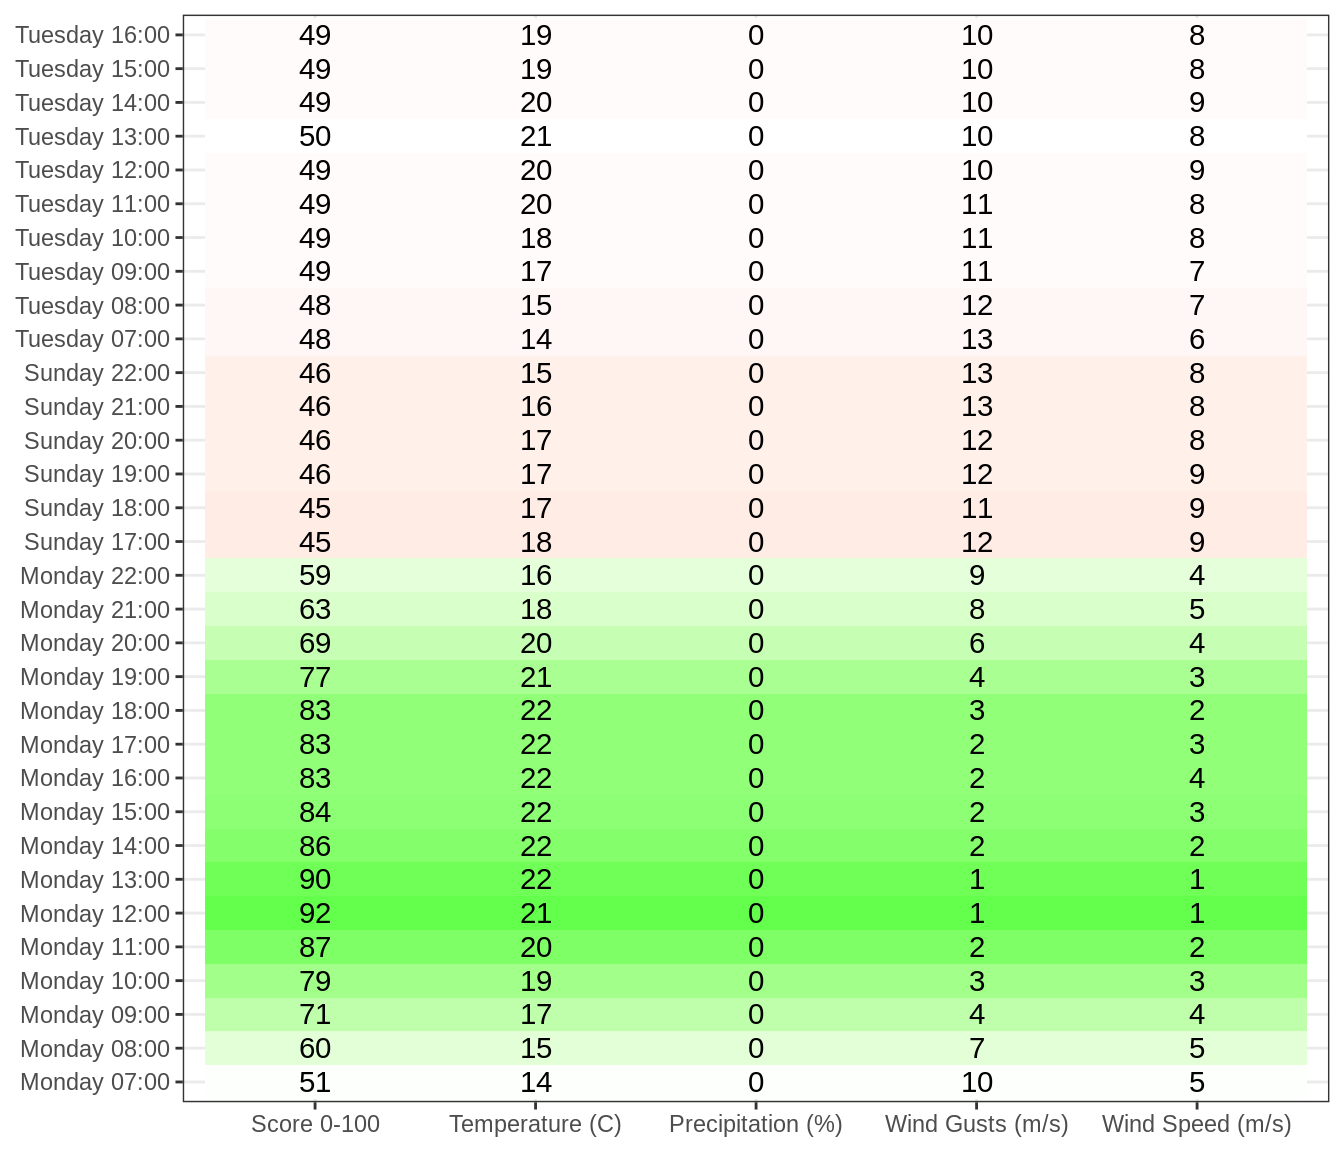 Tuesday 16:00 49 19 0 10 8
Tuesday 15:00 49 19 0 10 8
Tuesday 14:00 49 20 0 10 9
Tuesday 13:00 50 21 0 10 8
Tuesday 12:00 49 20 0 10 9
Tuesday 11:00 49 20 0 11 8
Tuesday 10:00 49 18 0 11 8
Tuesday 09:00 49 17 0 11 7
Tuesday 08:00 48 15 0 12 7
Tuesday 07:00 48 14 0 13 6
Sunday 22:00 46 15 0 13 8
Sunday 21:00 46 16 0 13 8
Sunday 20:00 46 17 0 12 8
Sunday 19:00 46 17 0 12 9
Sunday 18:00 45 17 0 11 9
Sunday 17:00 45 18 0 12 9
Monday 22:00 59 16 0 9 4
Monday 21:00 63 18 0 8 5
Monday 20:00 69 20 0 6 4
Monday 19:00 77 21 0 4 3
Monday 18:00 83 22 0 3 2
Monday 17:00 83 22 0 2 3
Monday 16:00 83 22 0 2 4
Monday 15:00 84 22 0 2 3
Monday 14:00 86 22 0 2 2
Monday 13:00 90 22 0 1 1
Monday 12:00 92 21 0 1 1
Monday 11:00 87 20 0 2 2
Monday 10:00 79 19 0 3 3
Monday 09:00 71 17 0 4 4
Monday 08:00 60 15 0 7 5
Monday 07:00 51 14 0 10 5
Score 0-100 Temperature (C) Precipitation (%) Wind Gusts (m/s) Wind Speed (m/s)